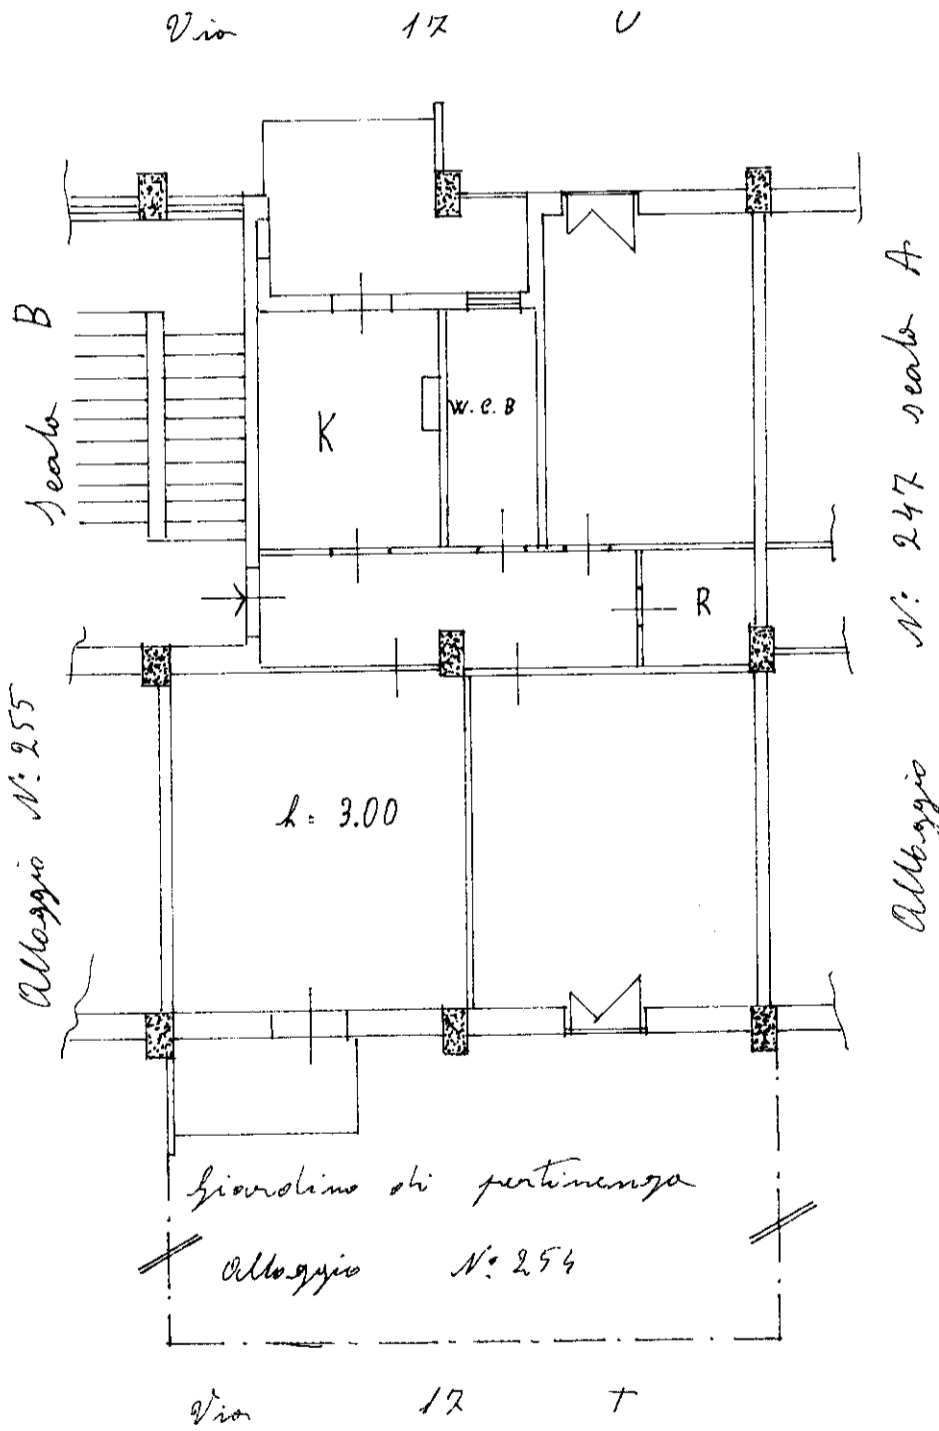 Via 17 U
scala B
K
W.C.B
R
N: 247 scala A
Alloggio
Alloggio N: 255
h = 3.00
Giardino di pertinenza
Alloggio N: 254
Via 17 T